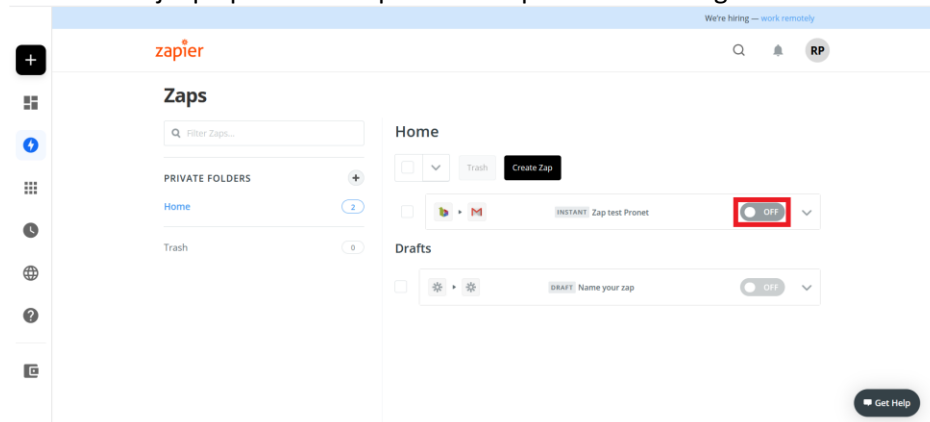 We're hiring — work remotely
zapier
RP
Zaps
Filter Zaps...
Home
Trash
Create Zap
PRIVATE FOLDERS
Home
2
INSTANT Zap test Pronet
OFF
Trash
0
Drafts
DRAFT Name your zap
OFF
Get Help